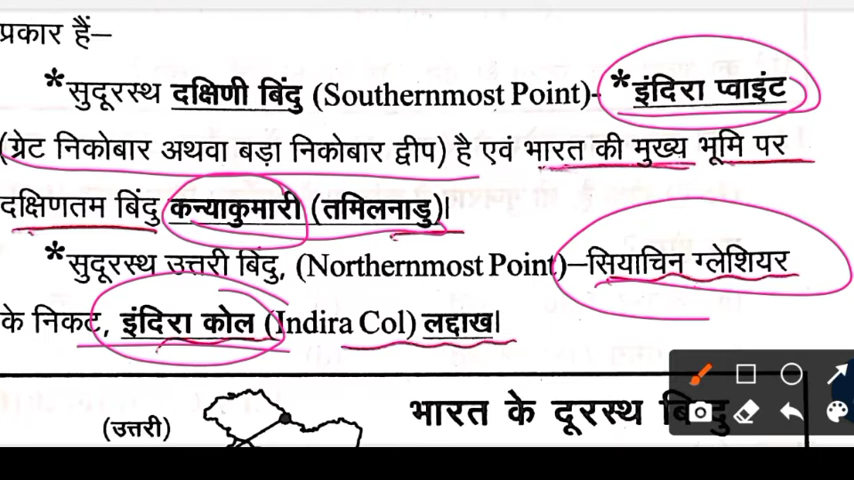 प्रकार हैं–
*सुदूरस्थ दक्षिणी बिंदु (Southernmost Point)- *इंदिरा प्वाइंट
(ग्रेट निकोबार अथवा बड़ा निकोबार द्वीप) है एवं भारत की मुख्य भूमि पर
दक्षिणतम बिंदु कन्याकुमारी (तमिलनाडु)।
*सुदूरस्थ उत्तरी बिंदु, (Northernmost Point)–सियाचिन ग्लेशियर
के निकट, इंदिरा कोल (Indira Col) लद्दाख।
भारत के दूरस्थ बिंदु
(उत्तरी)